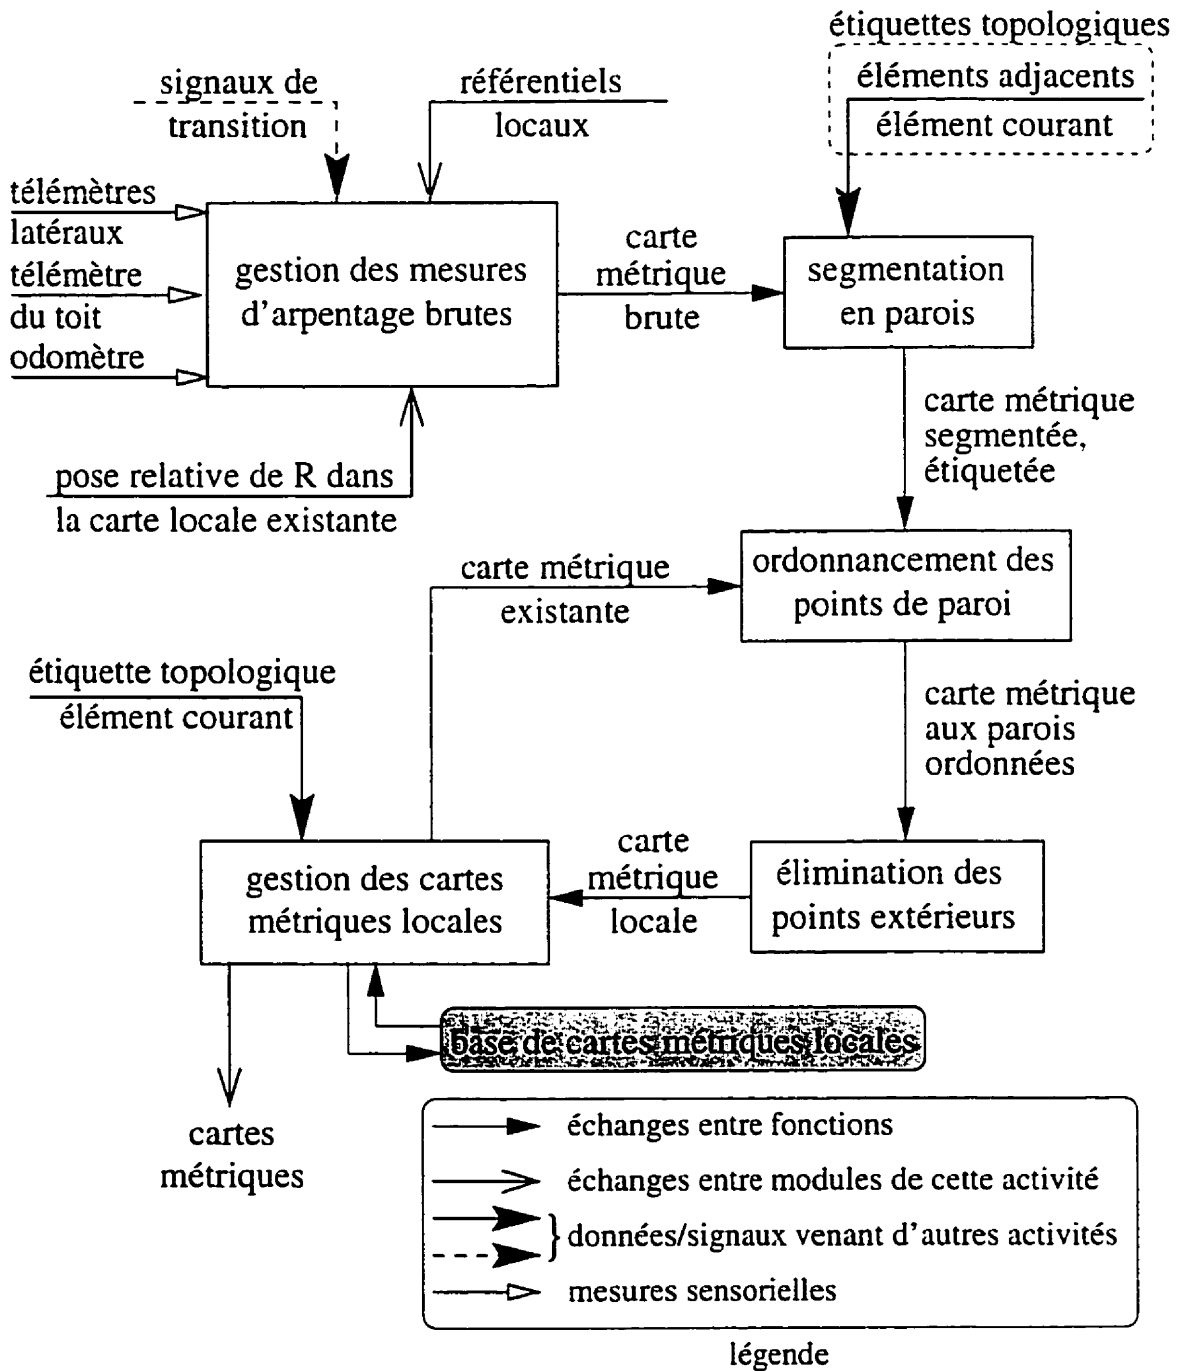 étiquettes topologiques
éléments adjacents
élément courant
signaux de
transition
référentiels
locaux
télémètres
latéraux
télémètre
du toit
odomètre
gestion des mesures
d'arpentage brutes
carte
métrique
brute
segmentation
en parois
carte métrique
segmentée,
étiquetée
pose relative de R dans
la carte locale existante
carte métrique
existante
ordonnancement des
points de paroi
étiquette topologique
élément courant
carte métrique
aux parois
ordonnées
gestion des cartes
métriques locales
carte
métrique
locale
élimination des
points extérieurs
base de cartes métriques locales
cartes
métriques
échanges entre fonctions
échanges entre modules de cette activité
données/signaux venant d'autres activités
mesures sensorielles
légende